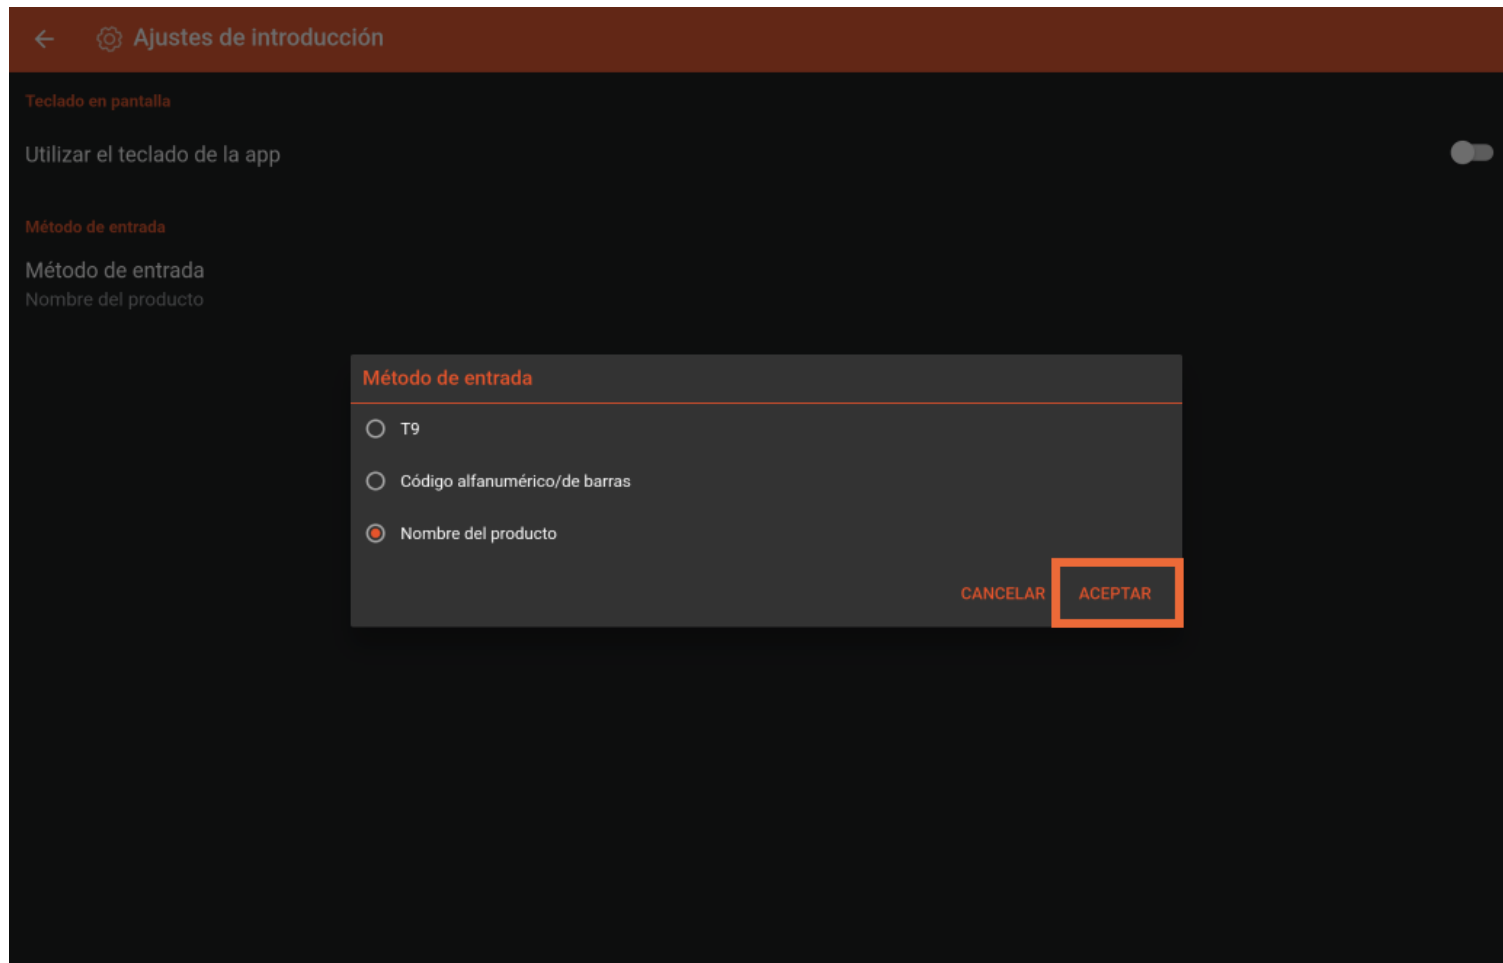 Ajustes de introducción
Teclado en pantalla
Utilizar el teclado de la app
Método de entrada
Método de entrada
Nombre del producto
Método de entrada
T9
Código alfanumérico/de barras
Nombre del producto
CANCELAR ACEPTAR